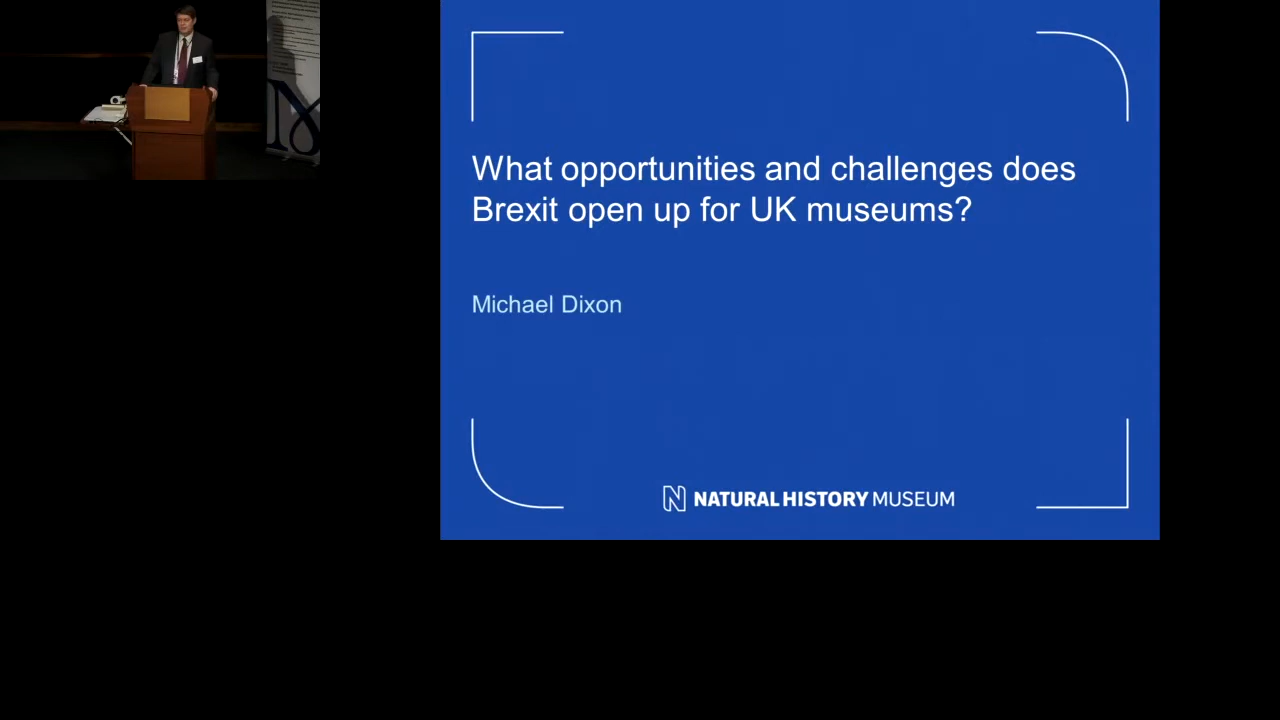 What opportunities and challenges does
Brexit open up for UK museums?
Michael Dixon
NATURAL HISTORY MUSEUM